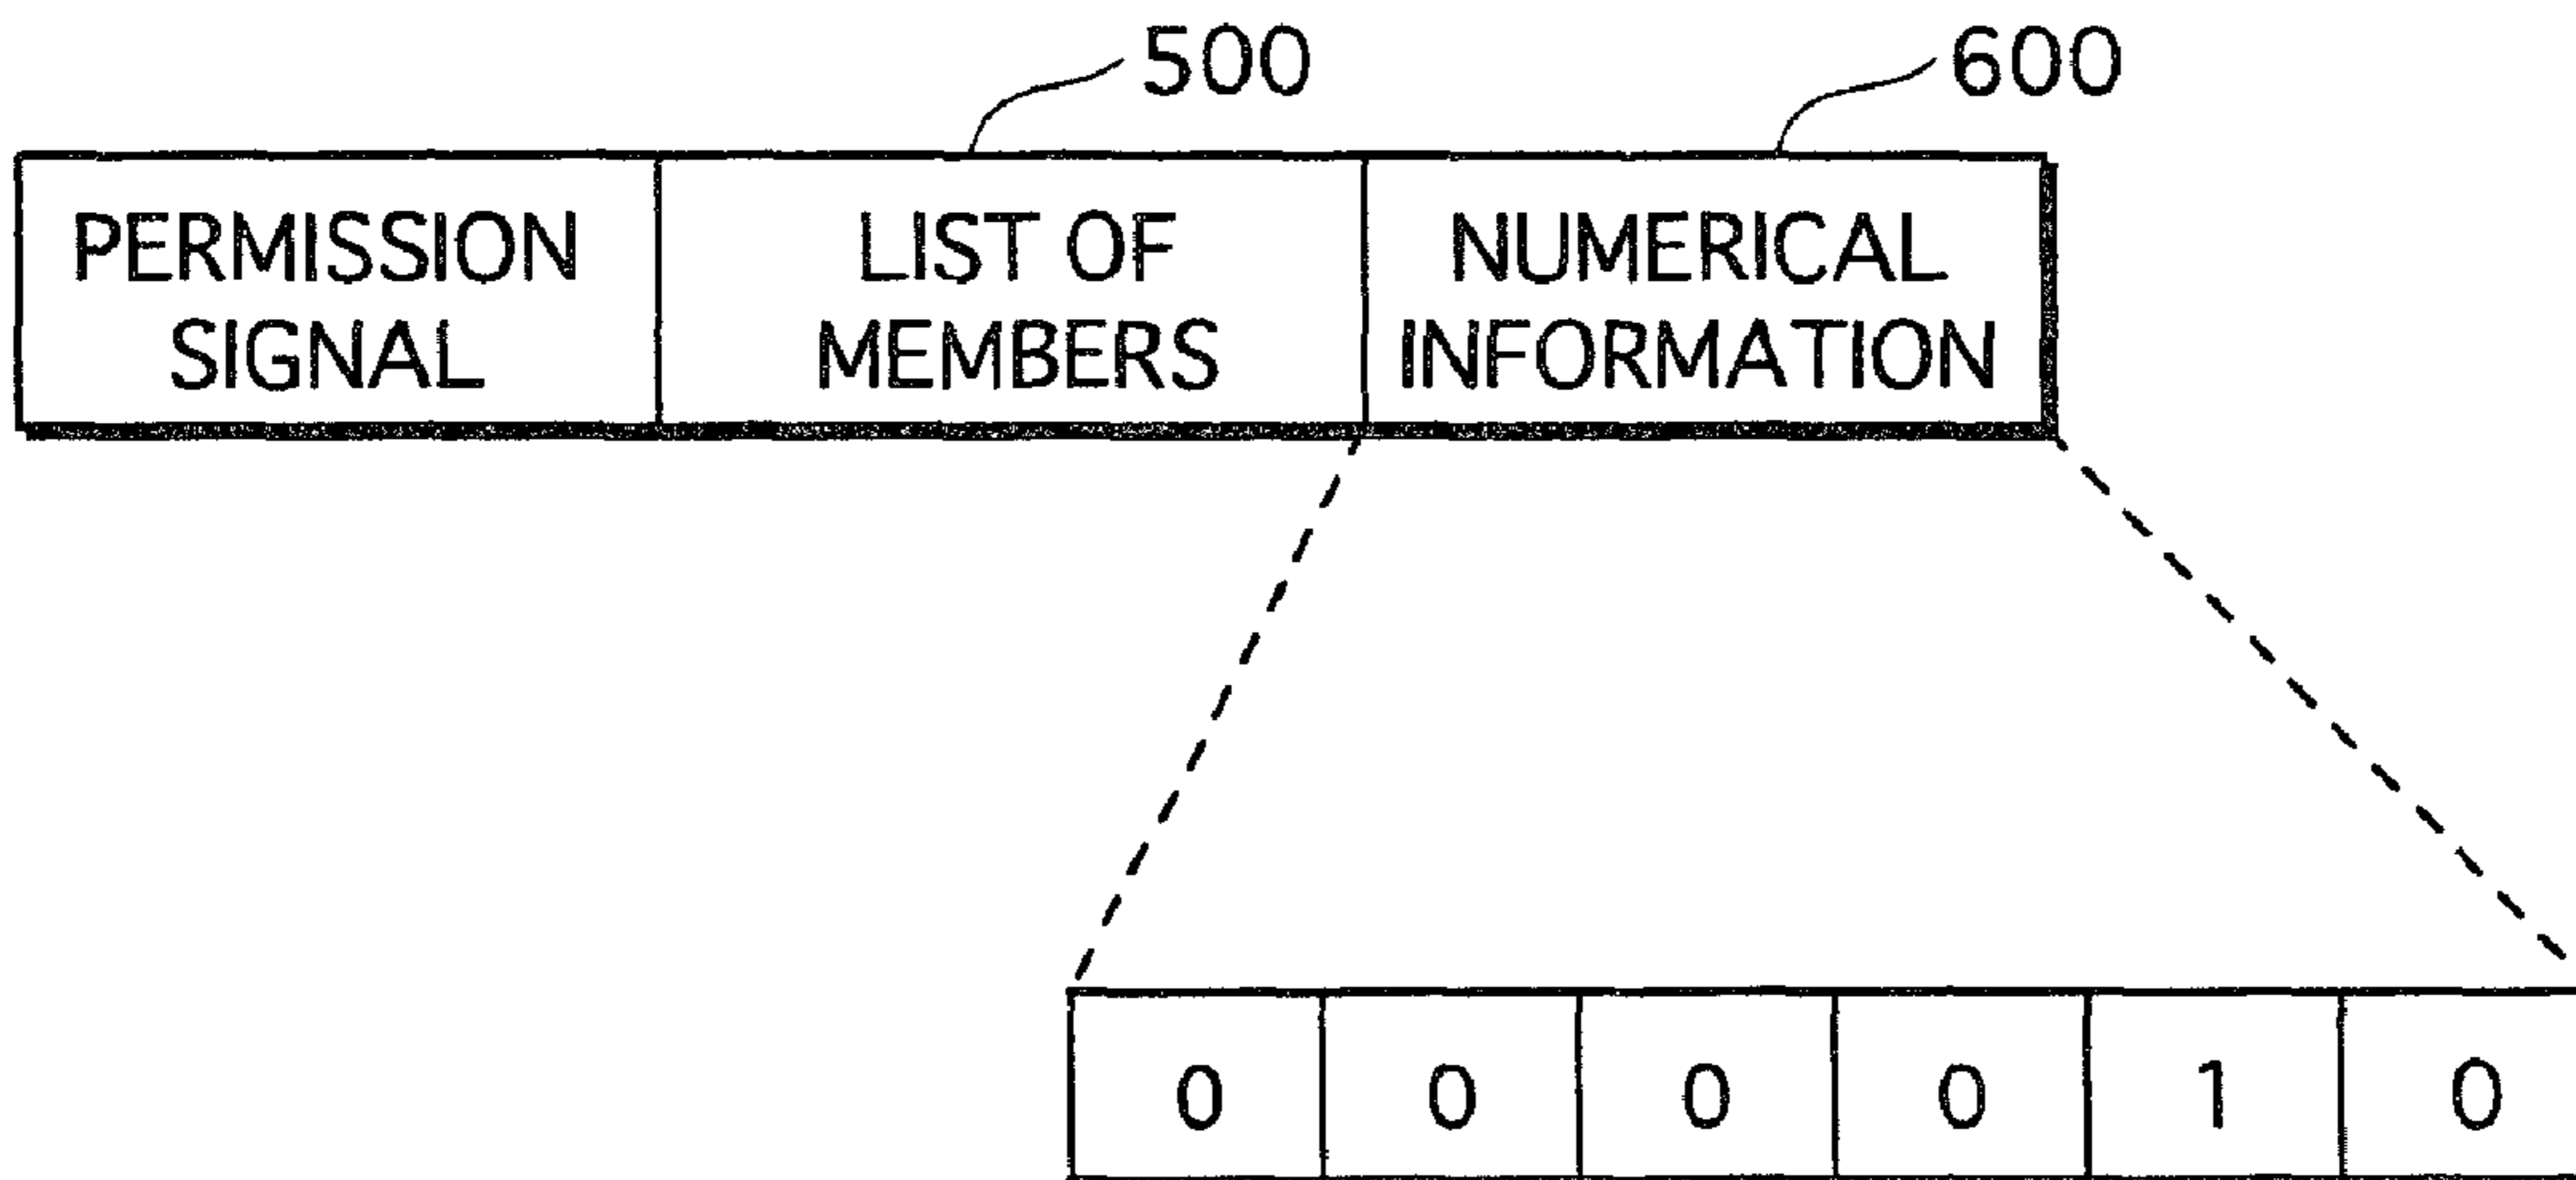 500
600
PERMISSION
SIGNAL
LIST OF
MEMBERS
NUMERICAL
INFORMATION
0 0 0 0 1 0